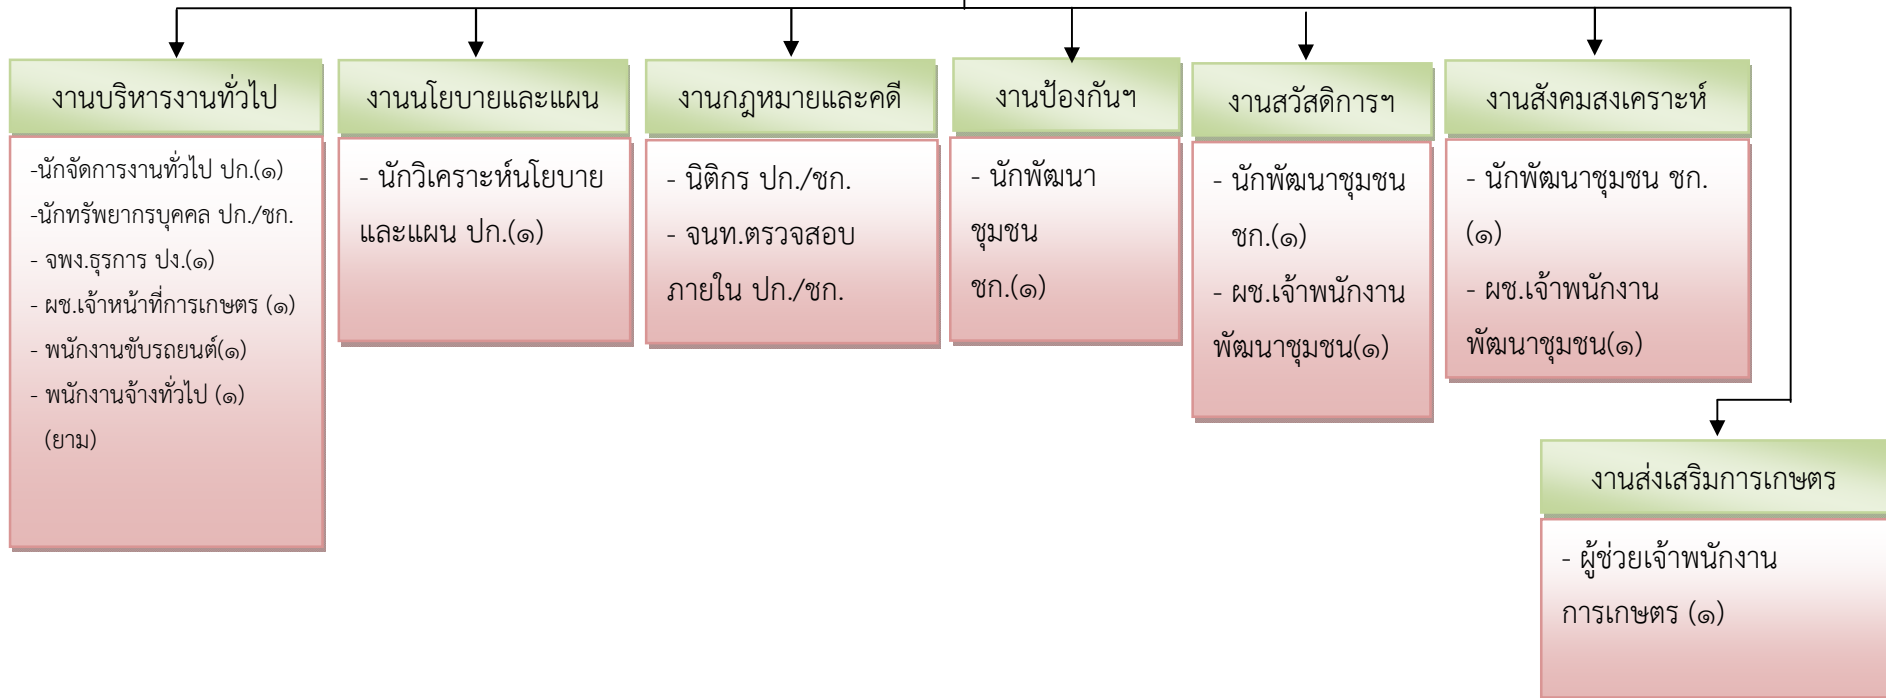 งานบริหารงานทั่วไป
-นักจัดการงานทั่วไป ปก.(๑)
-นักทรัพยากรบุคคล ปก./ชก.
- จพง.ธุรการ ปง.(๑)
- ผช.เจ้าหน้าที่การเกษตร (๑)
- พนักงานขับรถยนต์(๑)
- พนักงานจ้างทั่วไป (๑)
(ยาม)
งานนโยบายและแผน
- นักวิเคราะห์นโยบาย
และแผน ปก.(๑)
งานกฎหมายและคดี
- นิติกร ปก./ชก.
- จนท.ตรวจสอบ
ภายใน ปก./ชก.
งานป้องกันฯ
- นักพัฒนา
ชุมชน
ชก.(๑)
งานสวัสดิการฯ
- นักพัฒนาชุมชน
ชก.(๑)
- ผช.เจ้าพนักงาน
พัฒนาชุมชน(๑)
งานสังคมสงเคราะห์
- นักพัฒนาชุมชน ชก.
(๑)
- ผช.เจ้าพนักงาน
พัฒนาชุมชน(๑)
งานส่งเสริมการเกษตร
- ผู้ช่วยเจ้าพนักงาน
การเกษตร (๑)